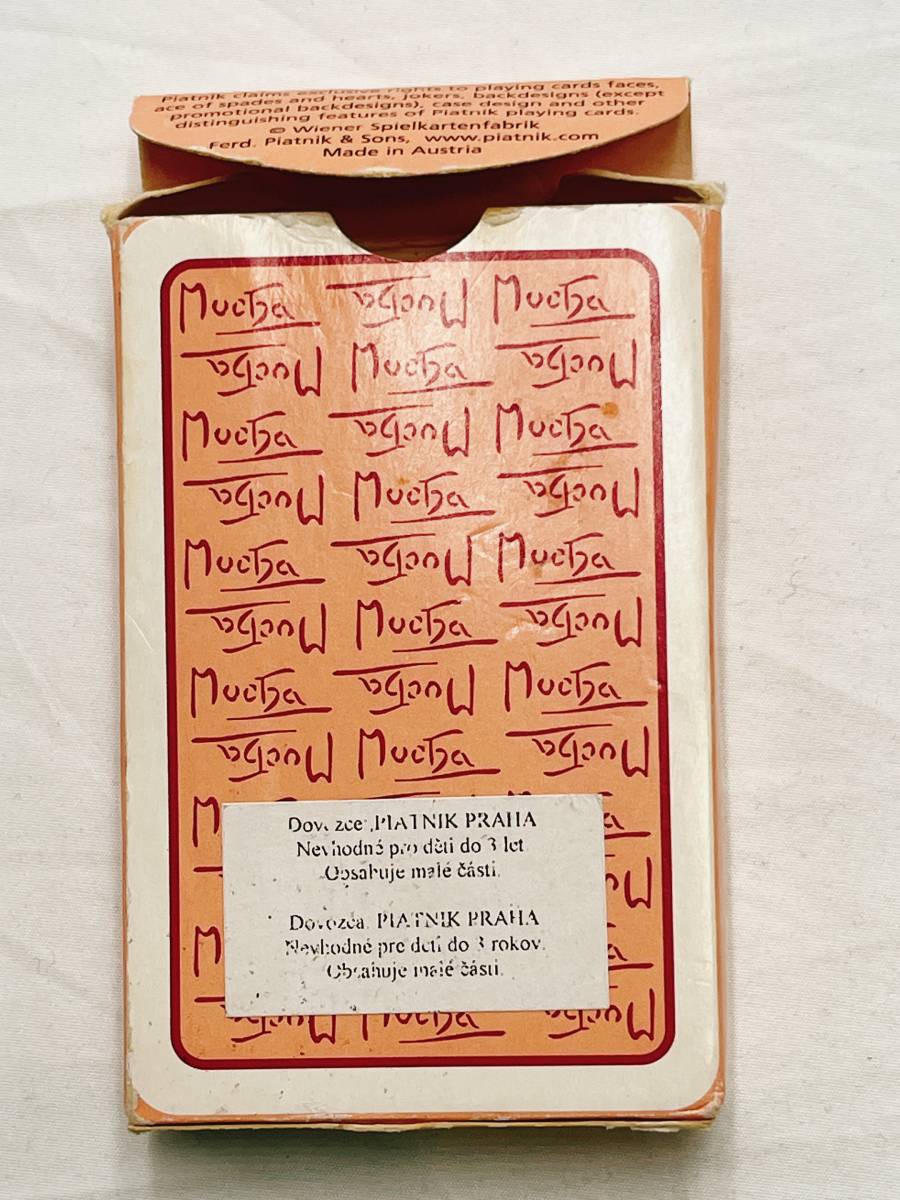 Piatnik claims exclusive rights to playing cards faces,
ace of spades and hearts, jokers, backdesigns (except
promotional backdesigns), case design and other
distinguishing features of Piatnik playing cards.
© Wiener Spielkartenfabrik
Ferd. Piatnik & Sons, www.piatnik.com
Made in Austria
Mucha Mucha Mucha
Mucha Mucha Mucha
Mucha Mucha Mucha
Mucha Mucha Mucha
Mucha Mucha Mucha
Mucha Mucha Mucha
Mucha Mucha Mucha
Mucha Mucha Mucha
Dovozce: PIATNIK PRAHA
Nevhodné pro děti do 3 let.
Obsahuje malé části.
Dovozca: PIATNIK PRAHA
Nevhodné pre deti do 3 rokov.
Obsahuje malé části.
Mucha Mucha Mucha